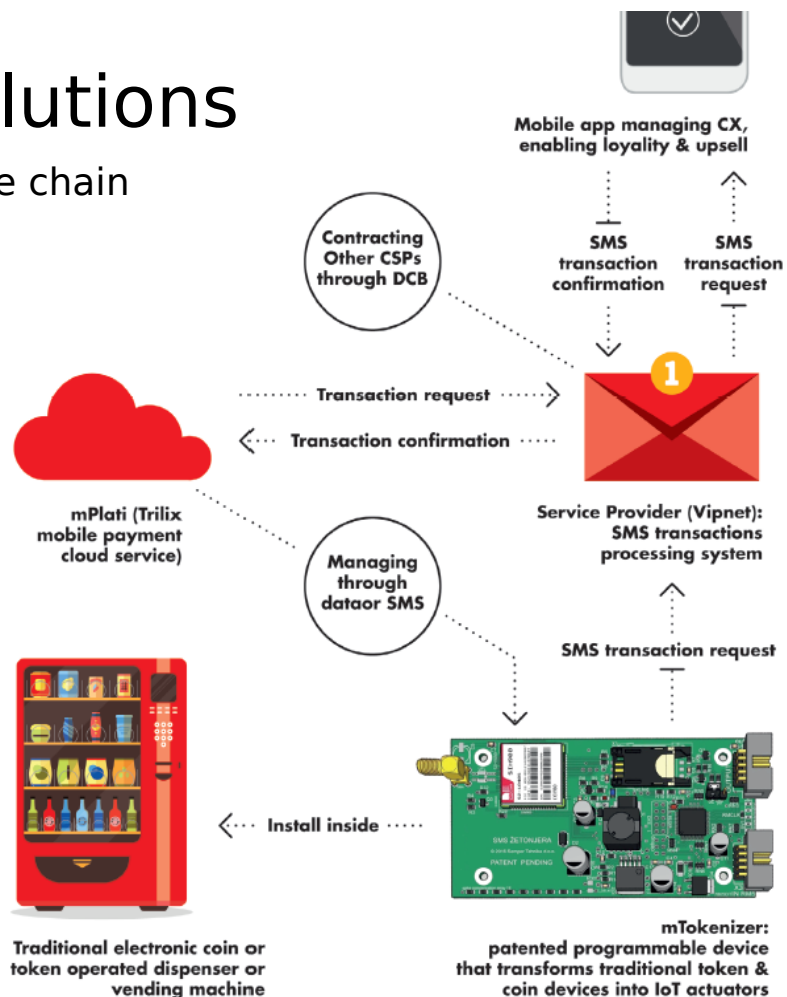 lutions
e chain
Mobile app managing CX,
enabling loyality & upsell
Contracting
Other CSPs
through DCB
SMS
transaction
confirmation
SMS
transaction
request
1
Transaction request
Transaction confirmation
mPlati (Trilix
mobile payment
cloud service)
Service Provider (Vipnet):
SMS transactions
processing system
Managing
through
dataor SMS
SMS transaction request
Install inside
SMS ŽETONJERA
PATENT PENDING
Traditional electronic coin or
token operated dispenser or
vending machine
mTokenizer:
patented programmable device
that transforms traditional token &
coin devices into IoT actuators